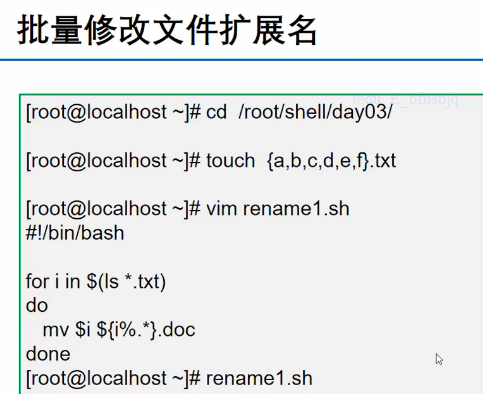 批量修改文件扩展名
[root@localhost ~]# cd  /root/shell/day03/
[root@localhost ~]# touch  {a,b,c,d,e,f}.txt
[root@localhost ~]# vim rename1.sh
#!/bin/bash
for i in $(ls *.txt)
do
   mv $i ${i%.*}.doc
done
[root@localhost ~]# rename1.sh